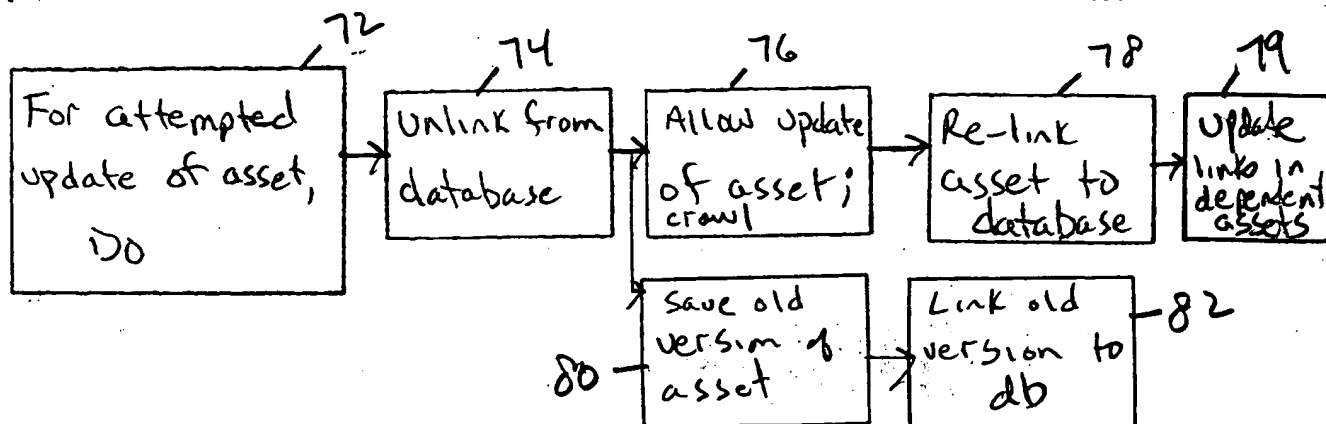 72
For attempted
update of asset,
DO
74
Unlink from
database
76
Allow update
of asset;
crawl
78
Re-link
asset to
database
79
update
links in
dependent
assets
80
Save old
version of
asset
82
Link old
version to
db